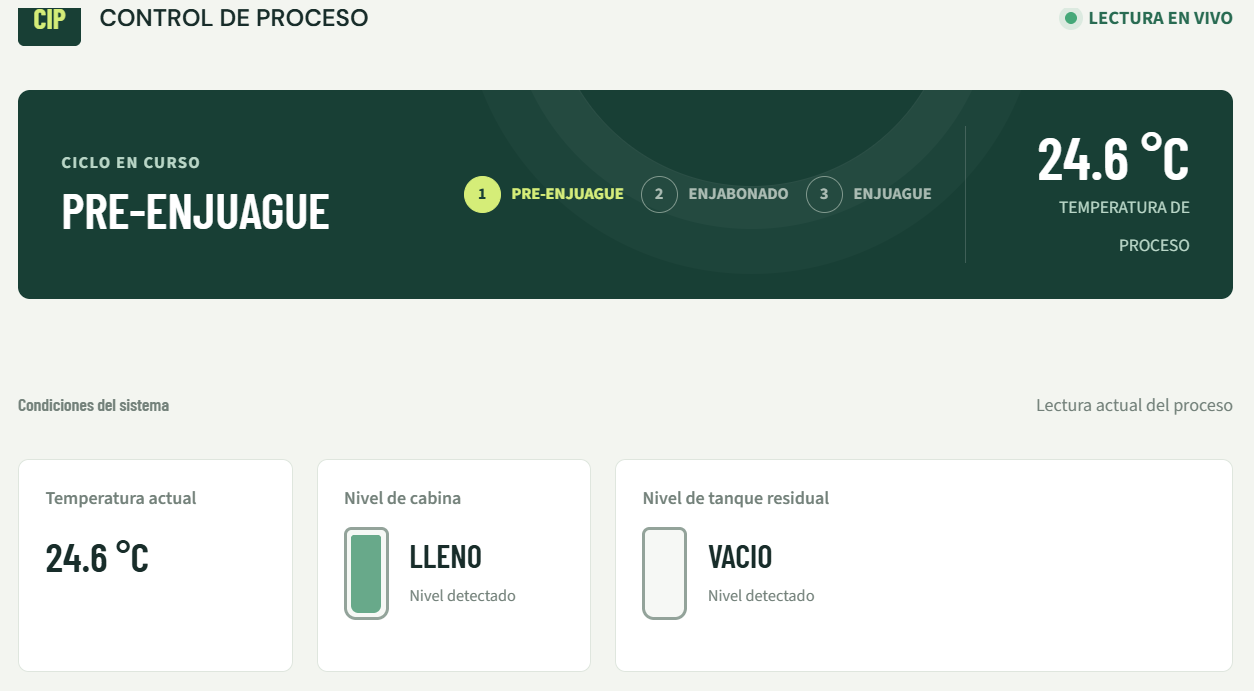 CIP CONTROL DE PROCESO
LECTURA EN VIVO
CICLO EN CURSO
PRE-ENJUAGUE
1 PRE-ENJUAGUE 2 ENJABONADO 3 ENJUAGUE
24.6 °C
TEMPERATURA DE
PROCESO
Condiciones del sistema
Lectura actual del proceso
Temperatura actual
24.6 °C
Nivel de cabina
LLENO
Nivel detectado
Nivel de tanque residual
VACIO
Nivel detectado